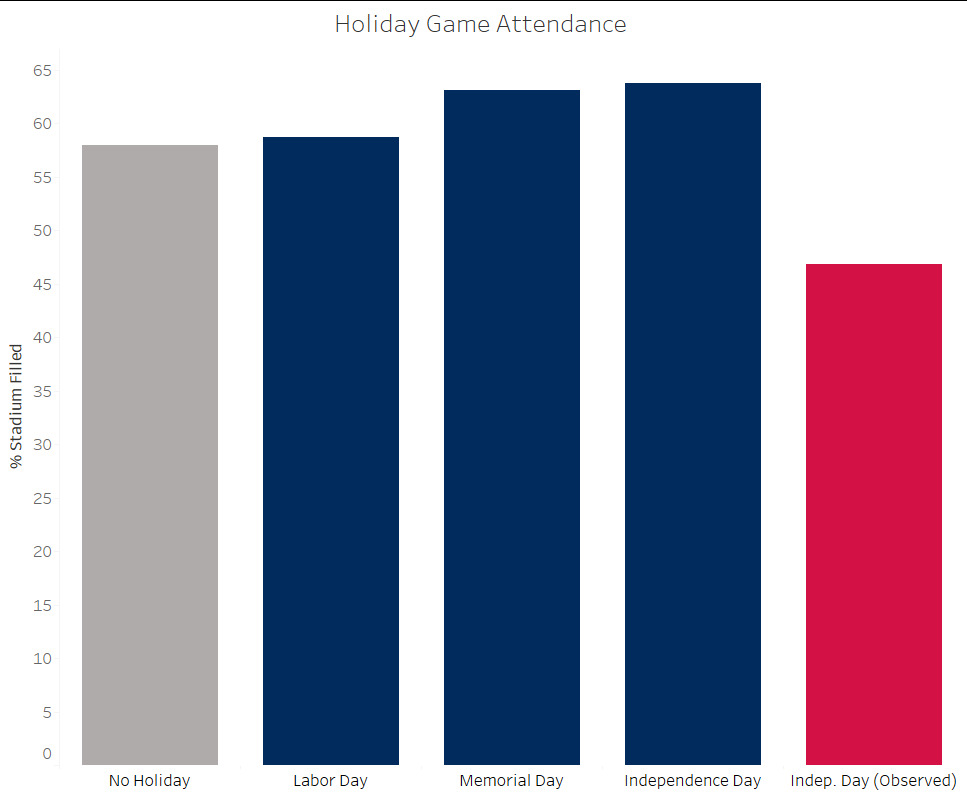 Holiday Game Attendance
% Stadium Filled
65
60
55
50
45
40
35
30
25
20
15
10
5
0
No Holiday
Labor Day
Memorial Day
Independence Day
Indep. Day (Observed)